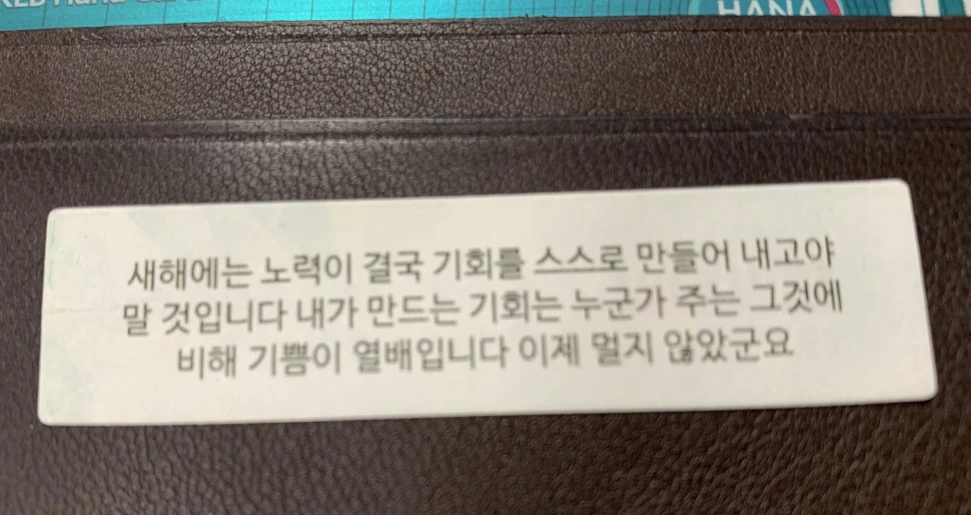 HANA
새해에는 노력이 결국 기회를 스스로 만들어 내고야
말 것입니다 내가 만드는 기회는 누군가 주는 그것에
비해 기쁨이 열배입니다 이제 멀지 않았군요